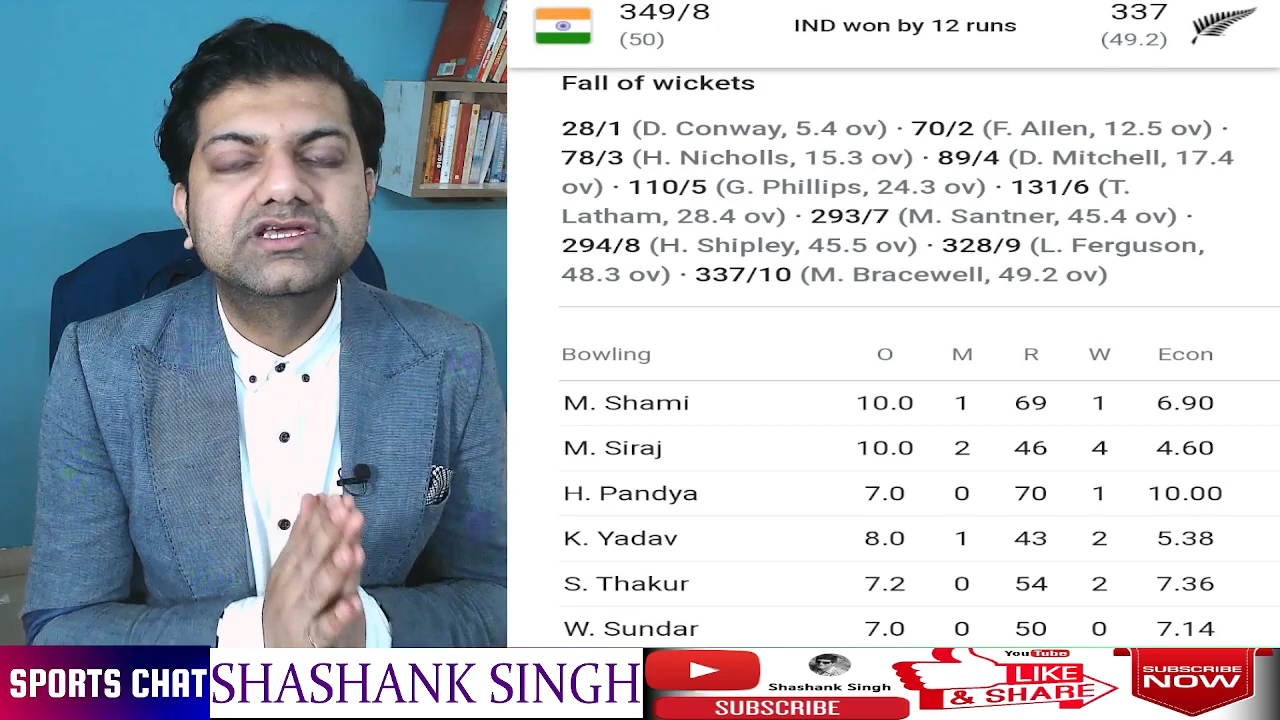 349/8
(50)
IND won by 12 runs
337
(49.2)
Fall of wickets
28/1 (D. Conway, 5.4 ov) · 70/2 (F. Allen, 12.5 ov) ·
78/3 (H. Nicholls, 15.3 ov) · 89/4 (D. Mitchell, 17.4
ov) · 110/5 (G. Phillips, 24.3 ov) · 131/6 (T.
Latham, 28.4 ov) · 293/7 (M. Santner, 45.4 ov) ·
294/8 (H. Shipley, 45.5 ov) · 328/9 (L. Ferguson,
48.3 ov) · 337/10 (M. Bracewell, 49.2 ov)
Bowling O M R W Econ
M. Shami 10.0 1 69 1 6.90
M. Siraj 10.0 2 46 4 4.60
H. Pandya 7.0 0 70 1 10.00
K. Yadav 8.0 1 43 2 5.38
S. Thakur 7.2 0 54 2 7.36
W. Sundar 7.0 0 50 0 7.14
SPORTS CHAT
SHASHANK SINGH
Shashank Singh
SUBSCRIBE
YouTube
LIKE
& SHARE
SUBSCRIBE
NOW